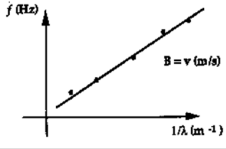 f (Hz)
B = v (m/s)
1/λ (m⁻¹)